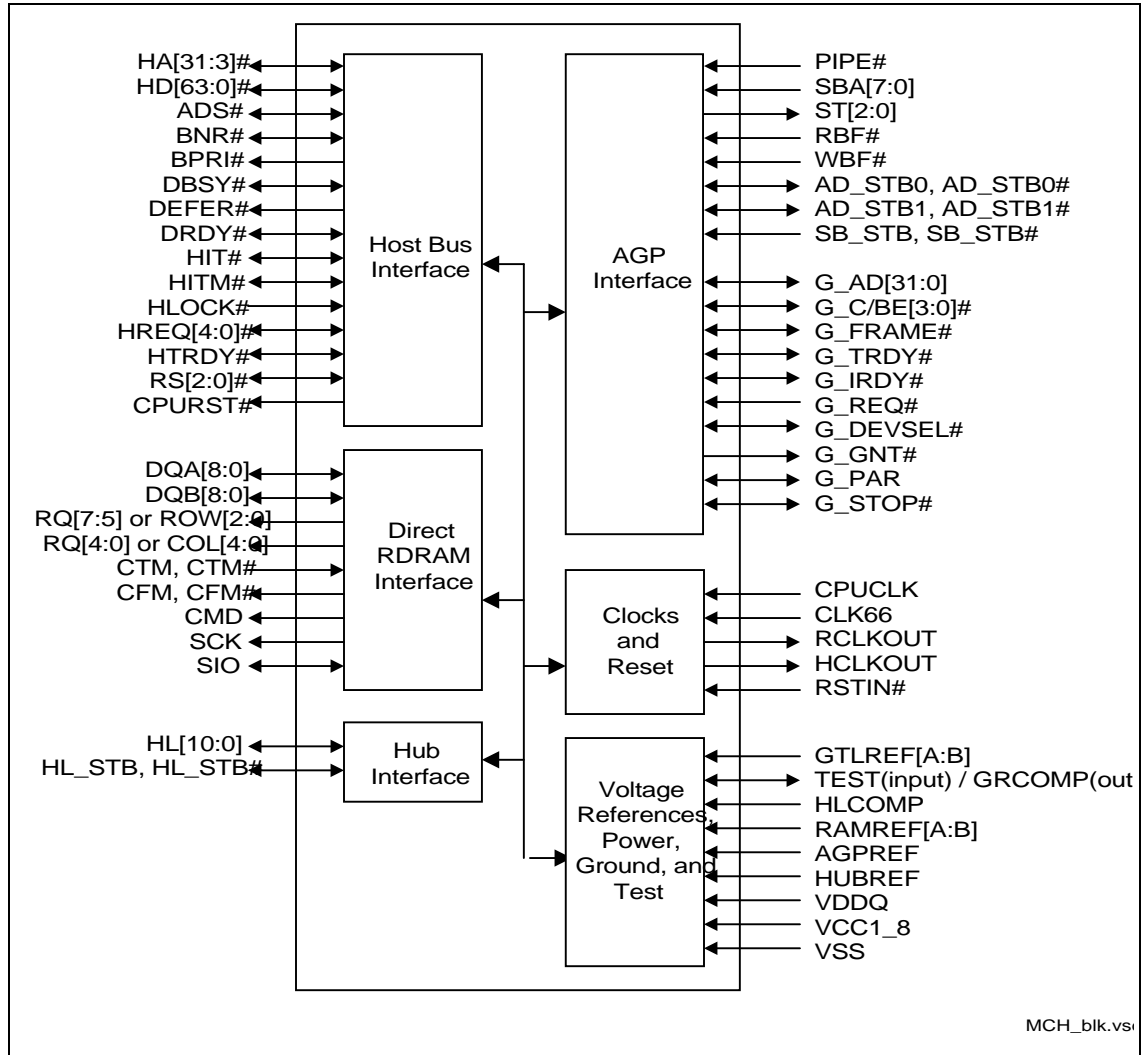 HA[31:3]#
HD[63:0]#
ADS#
BNR#
BPRI#
DBSY#
DEFER#
DRDY#
HIT#
HITM#
HLOCK#
HREQ[4:0]#
HTRDY#
RS[2:0]#
CPURST#
Host Bus
Interface
DQA[8:0]
DQB[8:0]
RQ[7:5] or ROW[2:0]
RQ[4:0] or COL[4:0]
CTM, CTM#
CFM, CFM#
CMD
SCK
SIO
Direct
RDRAM
Interface
HL[10:0]
HL_STB, HL_STB#
Hub
Interface
AGP
Interface
PIPE#
SBA[7:0]
ST[2:0]
RBF#
WBF#
AD_STB0, AD_STB0#
AD_STB1, AD_STB1#
SB_STB, SB_STB#
G_AD[31:0]
G_C/BE[3:0]#
G_FRAME#
G_TRDY#
G_IRDY#
G_REQ#
G_DEVSEL#
G_GNT#
G_PAR
G_STOP#
Clocks
and
Reset
CPUCLK
CLK66
RCLKOUT
HCLKOUT
RSTIN#
Voltage
References,
Power,
Ground, and
Test
GTLREF[A:B]
TEST(input) / GRCOMP(out
HLCOMP
RAMREF[A:B]
AGPREF
HUBREF
VDDQ
VCC1_8
VSS
MCH_blk.vs